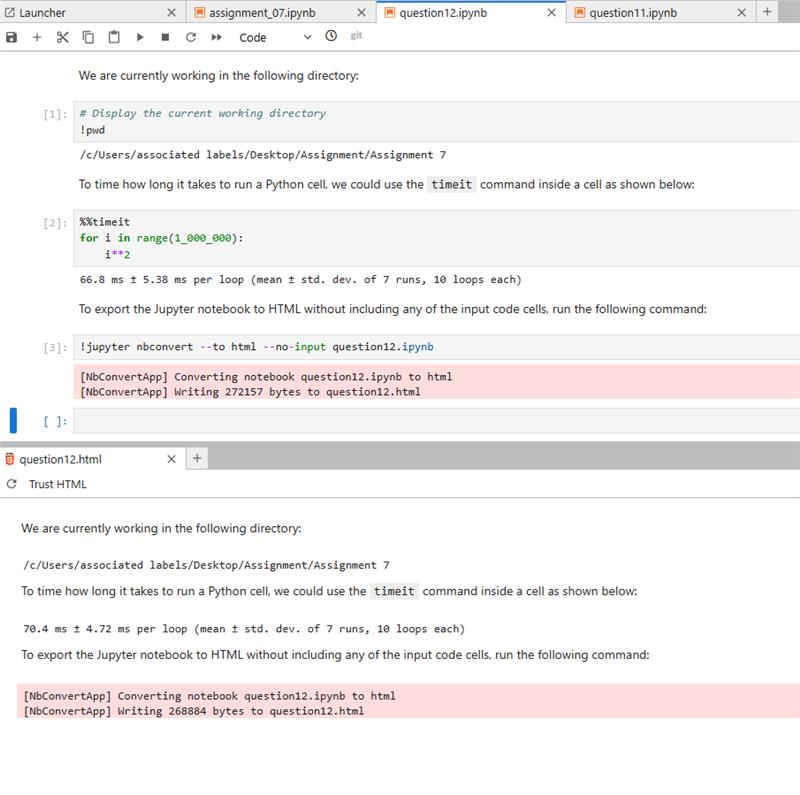 Launcher
assignment_07.ipynb
question12.ipynb
question11.ipynb
Code
git
We are currently working in the following directory:
[1]:
# Display the current working directory
!pwd
/c/Users/associated labels/Desktop/Assignment/Assignment 7
To time how long it takes to run a Python cell, we could use the timeit command inside a cell as shown below:
[2]:
%%timeit
for i in range(1_000_000):
    i**2
66.8 ms ± 5.38 ms per loop (mean ± std. dev. of 7 runs, 10 loops each)
To export the Jupyter notebook to HTML without including any of the input code cells, run the following command:
[3]:
!jupyter nbconvert --to html --no-input question12.ipynb
[NbConvertApp] Converting notebook question12.ipynb to html
[NbConvertApp] Writing 272157 bytes to question12.html
[ ]:
question12.html
Trust HTML
We are currently working in the following directory:
/c/Users/associated labels/Desktop/Assignment/Assignment 7
To time how long it takes to run a Python cell, we could use the timeit command inside a cell as shown below:
70.4 ms ± 4.72 ms per loop (mean ± std. dev. of 7 runs, 10 loops each)
To export the Jupyter notebook to HTML without including any of the input code cells, run the following command:
[NbConvertApp] Converting notebook question12.ipynb to html
[NbConvertApp] Writing 268884 bytes to question12.html